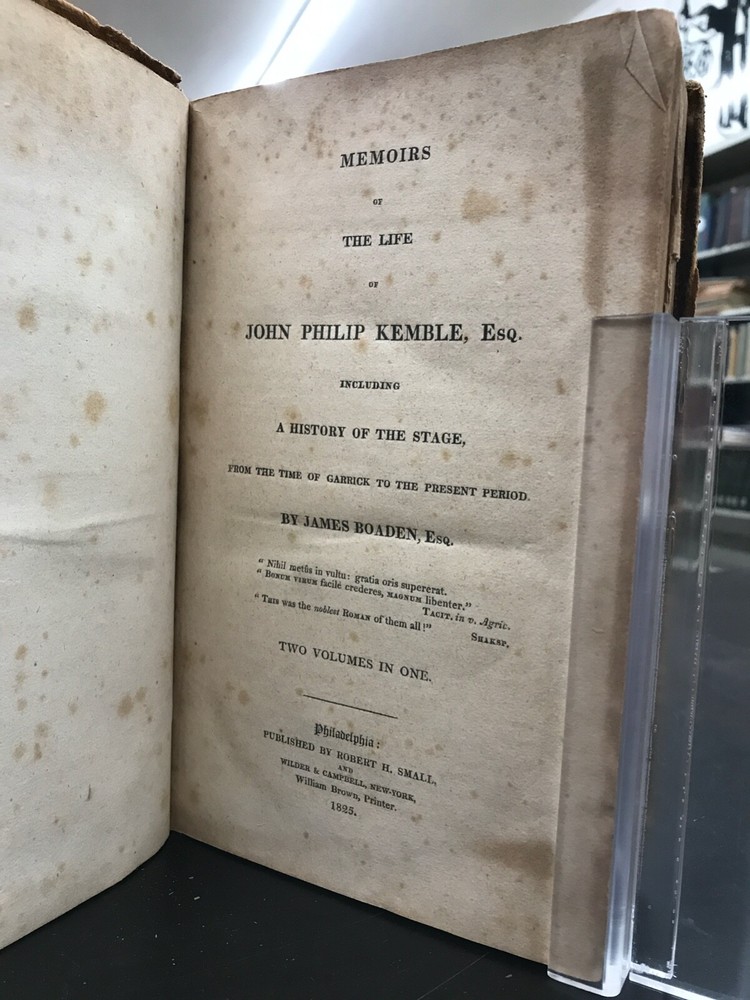 MEMOIRS
OF
THE LIFE
OF
JOHN PHILIP KEMBLE, Esq.
INCLUDING
A HISTORY OF THE STAGE,
FROM THE TIME OF GARRICK TO THE PRESENT PERIOD.
BY JAMES BOADEN, Esq.
“ Nihil metûs in vultu: gratia oris supererat.
“ Bonum virum facilè crederes, magnum libenter.”
Tacit. in v. Agric.
“ This was the noblest Roman of them all!”
Shaksp.
TWO VOLUMES IN ONE.
Philadelphia:
PUBLISHED BY ROBERT H. SMALL,
AND
WILDER & CAMPBELL, NEW-YORK,
William Brown, Printer.
1825.